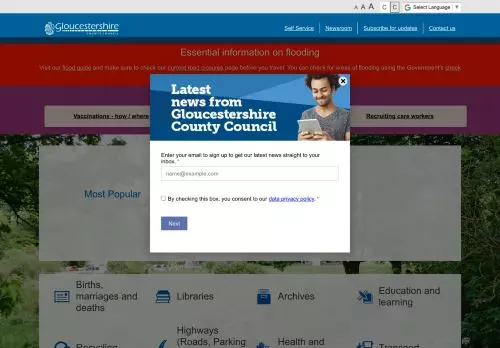 A A A C C Select Language ▼
Gloucestershire
COUNTY COUNCIL
Self Service Newsroom Subscribe for updates Contact us
Essential information on flooding
Visit our flood guide and make sure to check our current road closures page before you travel. You can check for areas of flooding using the Government's check
Vaccinations - how / where
Recruiting care workers
Latest
news from
Gloucestershire
County Council
Enter your email to sign up to get our latest news straight to your
inbox. *
name@example.com
By checking this box, you consent to our data privacy policy. *
Next
Most Popular
Births,
marriages and
deaths
Libraries
Archives
Education and
learning
Recycling
Highways
(Roads, Parking
Health and
Transport